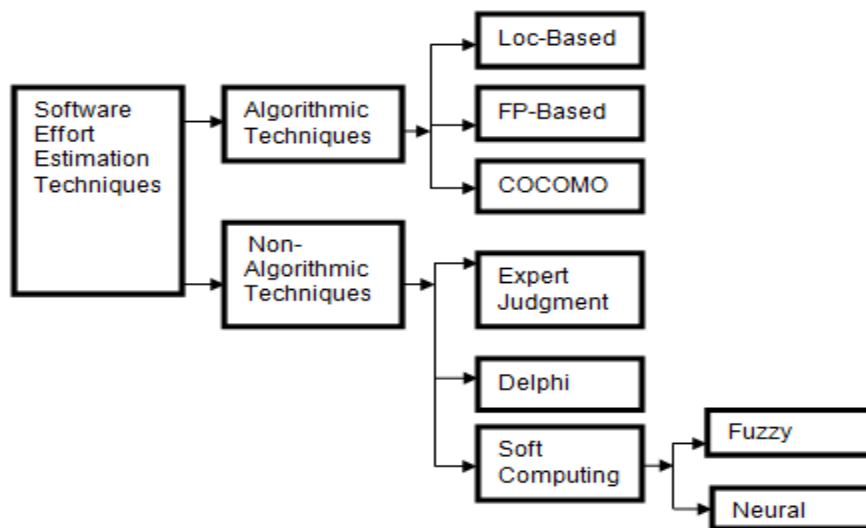 Software
Effort
Estimation
Techniques
Algorithmic
Techniques
Loc-Based
FP-Based
COCOMO
Non-
Algorithmic
Techniques
Expert
Judgment
Delphi
Soft
Computing
Fuzzy
Neural